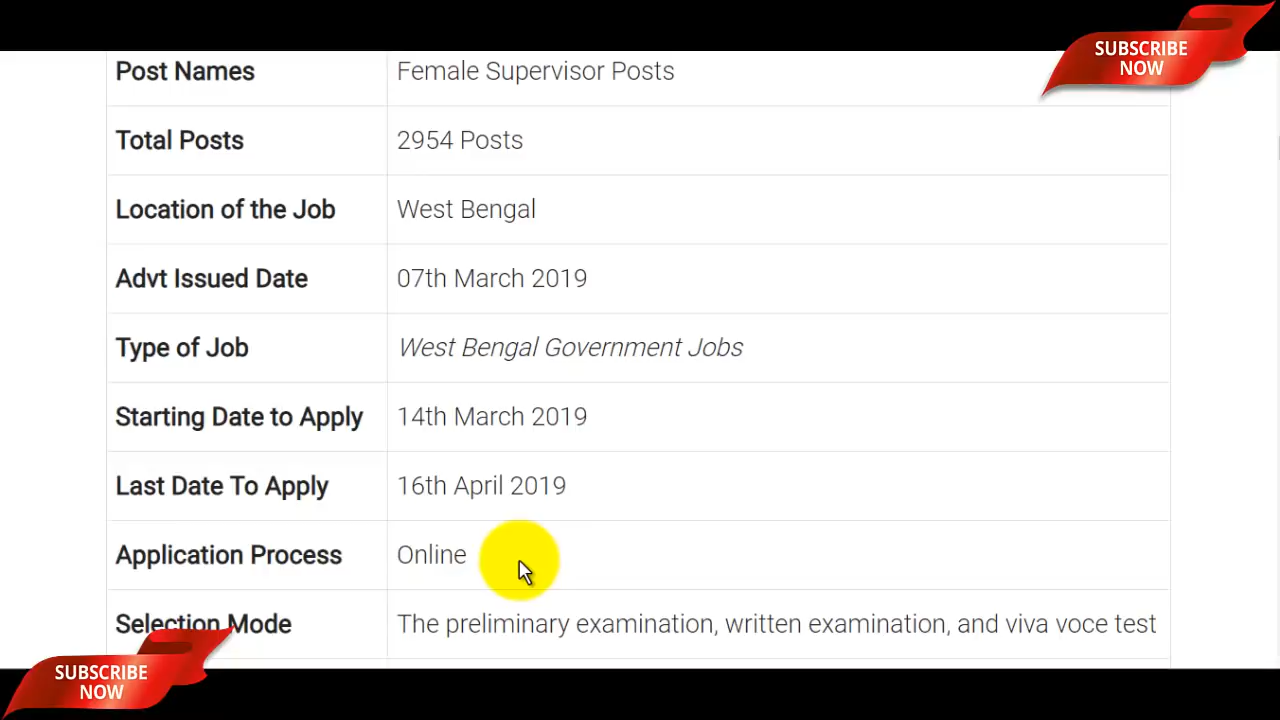 SUBSCRIBE
NOW
Post Names Female Supervisor Posts
Total Posts 2954 Posts
Location of the Job West Bengal
Advt Issued Date 07th March 2019
Type of Job West Bengal Government Jobs
Starting Date to Apply 14th March 2019
Last Date To Apply 16th April 2019
Application Process Online
Selection Mode The preliminary examination, written examination, and viva voce test
SUBSCRIBE
NOW